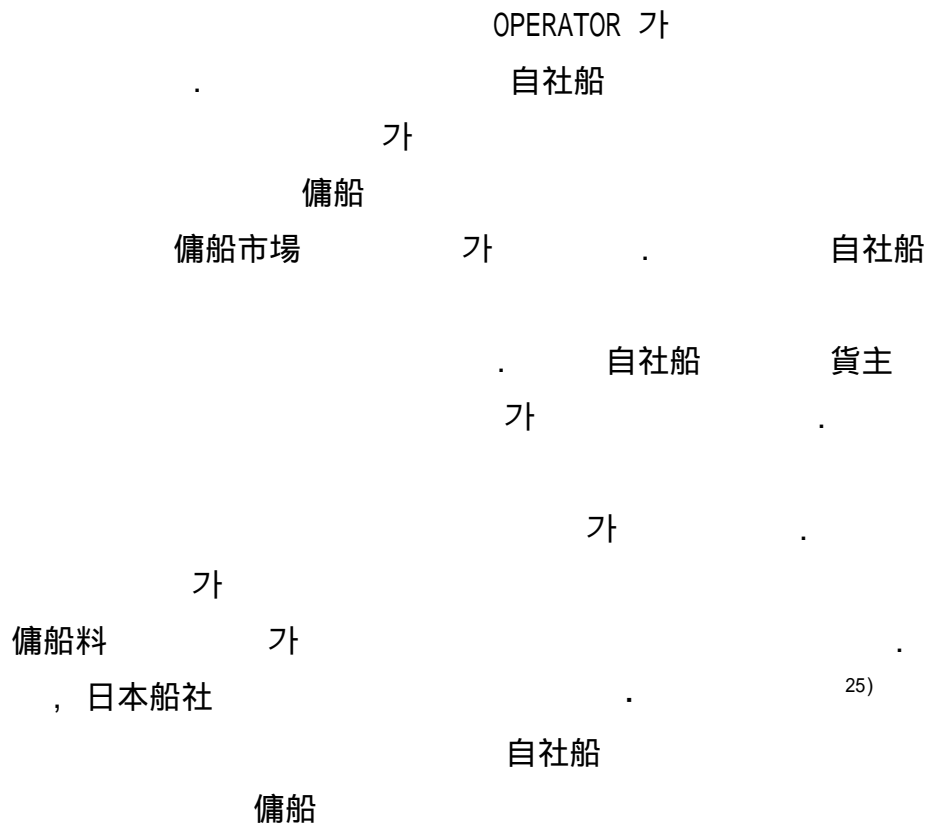 OPERATOR 가
. 自社船
가
傭船
傭船市場 가 . 自社船
. 自社船 貨主
가 .
가 .
가
傭船料 가 .
, 日本船社 . 25)
自社船
傭船